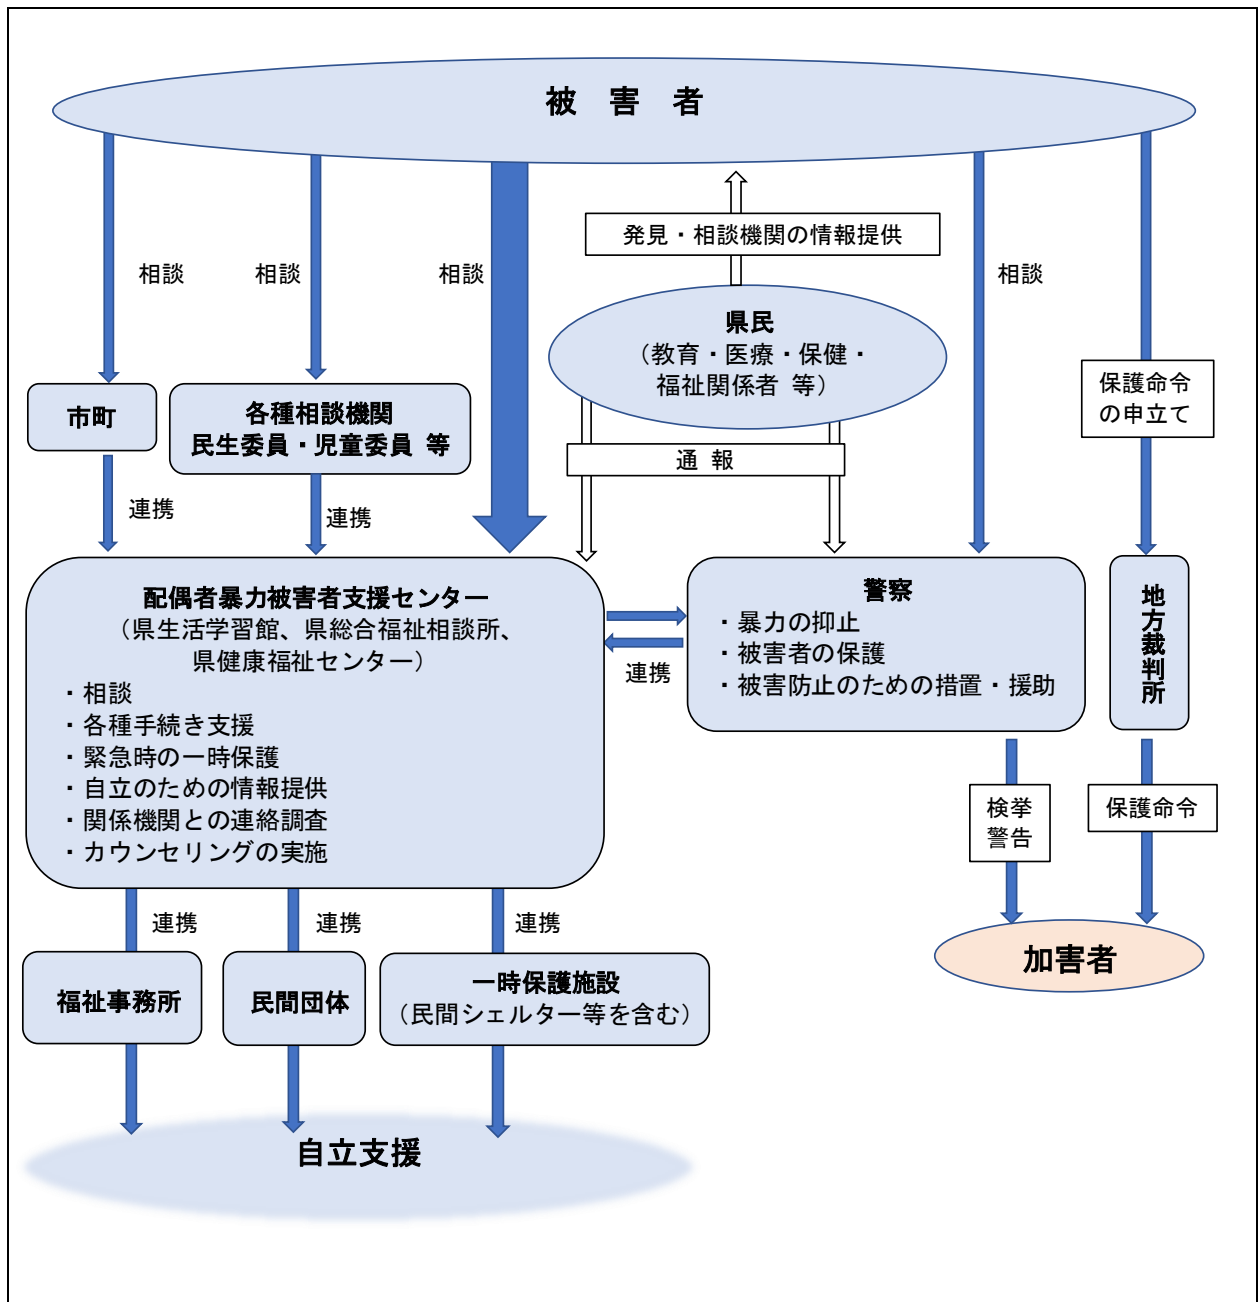 被　害　者
発見・相談機関の情報提供
相談
相談
相談
相談
県民
（教育・医療・保健・
福祉関係者 等）
保護命令
の申立て
市町
各種相談機関
民生委員・児童委員 等
通 報
連携
連携
配偶者暴力被害者支援センター
（県生活学習館、県総合福祉相談所、
県健康福祉センター）
・相談
・各種手続き支援
・緊急時の一時保護
・自立のための情報提供
・関係機関との連絡調査
・カウンセリングの実施
連携
警察
・暴力の抑止
・被害者の保護
・被害防止のための措置・援助
地方裁判所
検挙
警告
保護命令
連携
連携
連携
福祉事務所
民間団体
一時保護施設
（民間シェルター等を含む）
加害者
自立支援